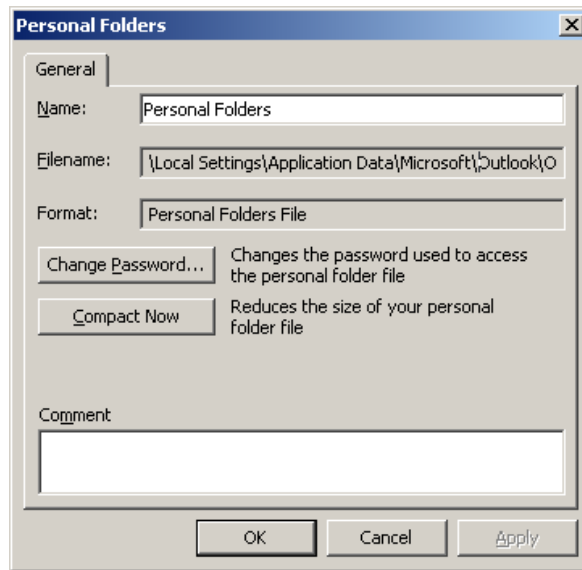 Personal Folders
General
Name: Personal Folders
Filename: \Local Settings\Application Data\Microsoft\Outlook\O
Format: Personal Folders File
Change Password... Changes the password used to access
the personal folder file
Compact Now Reduces the size of your personal
folder file
Comment
OK Cancel Apply